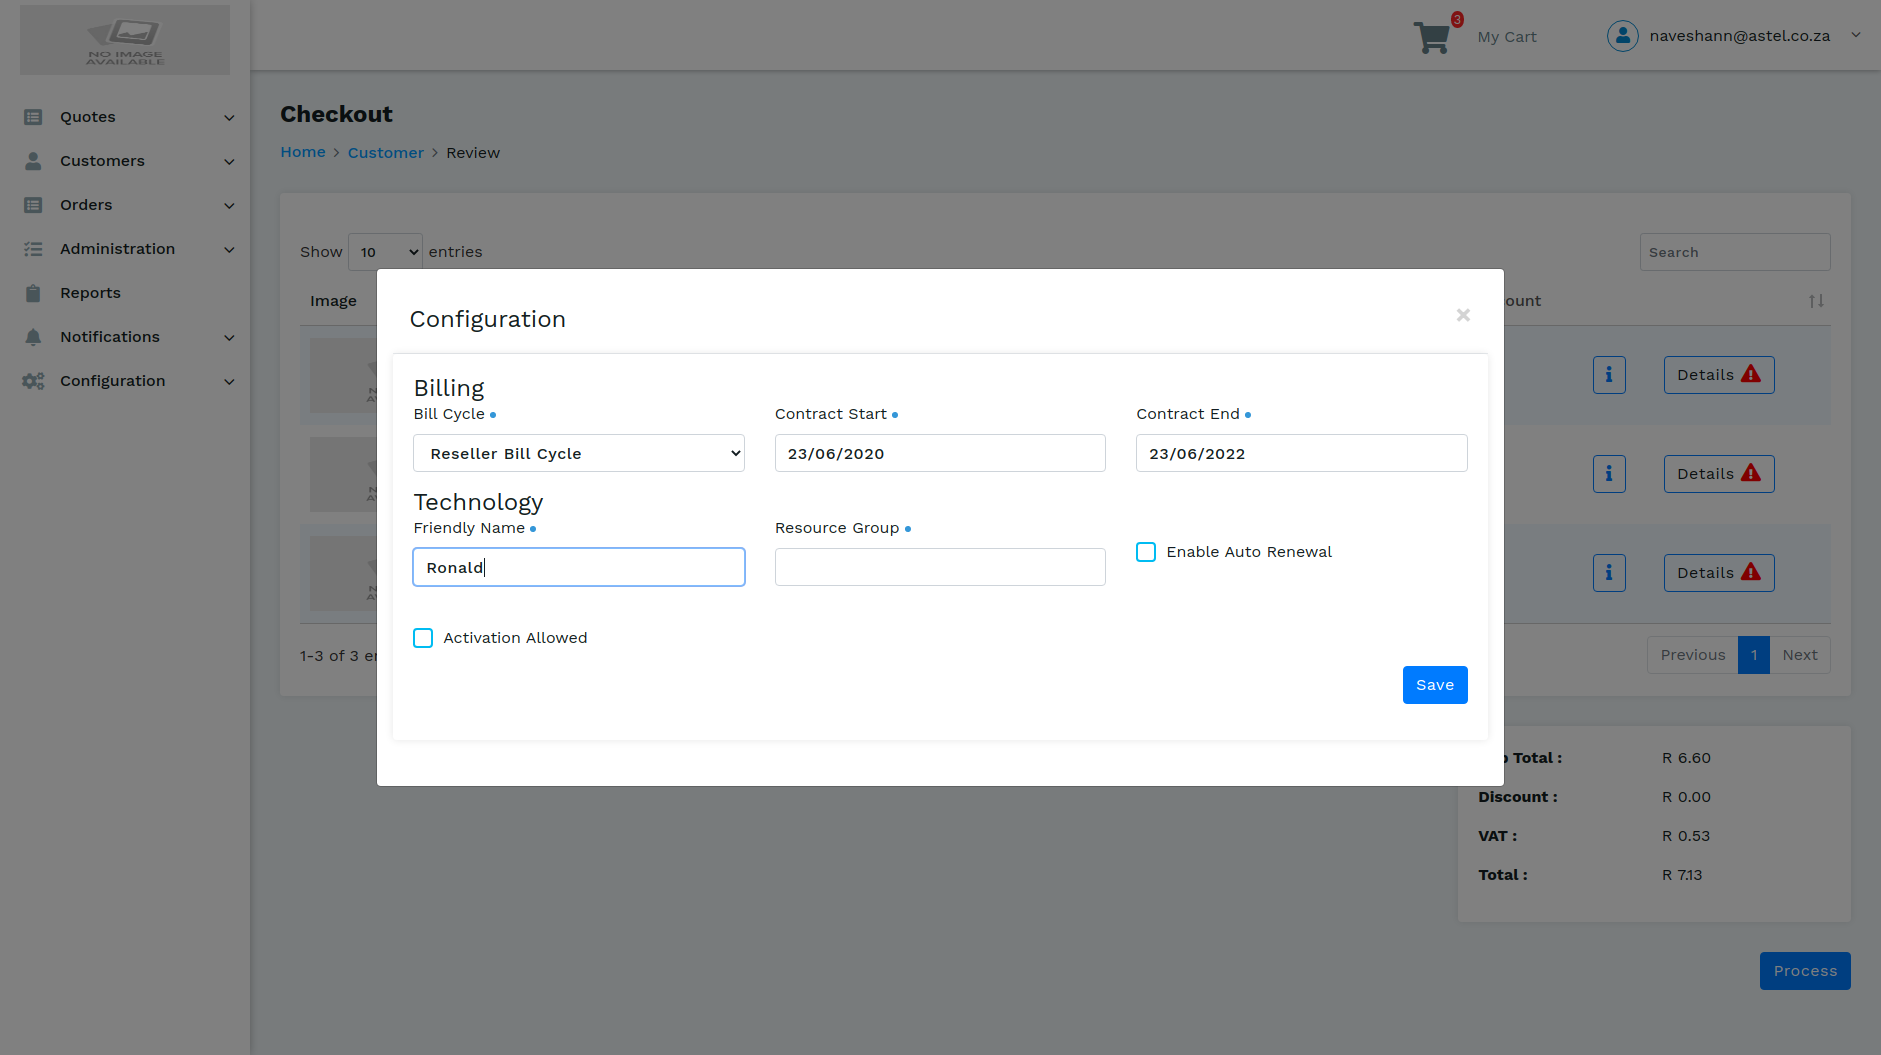 NO IMAGE
AVAILABLE
3
My Cart
naveshann@astel.co.za
Quotes
Customers
Orders
Administration
Reports
Notifications
Configuration
Checkout
Home > Customer > Review
Show 10 entries
Search
Image
Configuration
×
Billing
Bill Cycle
Contract Start
Contract End
Reseller Bill Cycle
23/06/2020
23/06/2022
Technology
Friendly Name
Resource Group
Enable Auto Renewal
Ronald
Activation Allowed
Save
i Details
i Details
i Details
1-3 of 3
Previous 1 Next
Total : R 6.60
Discount : R 0.00
VAT : R 0.53
Total : R 7.13
Process